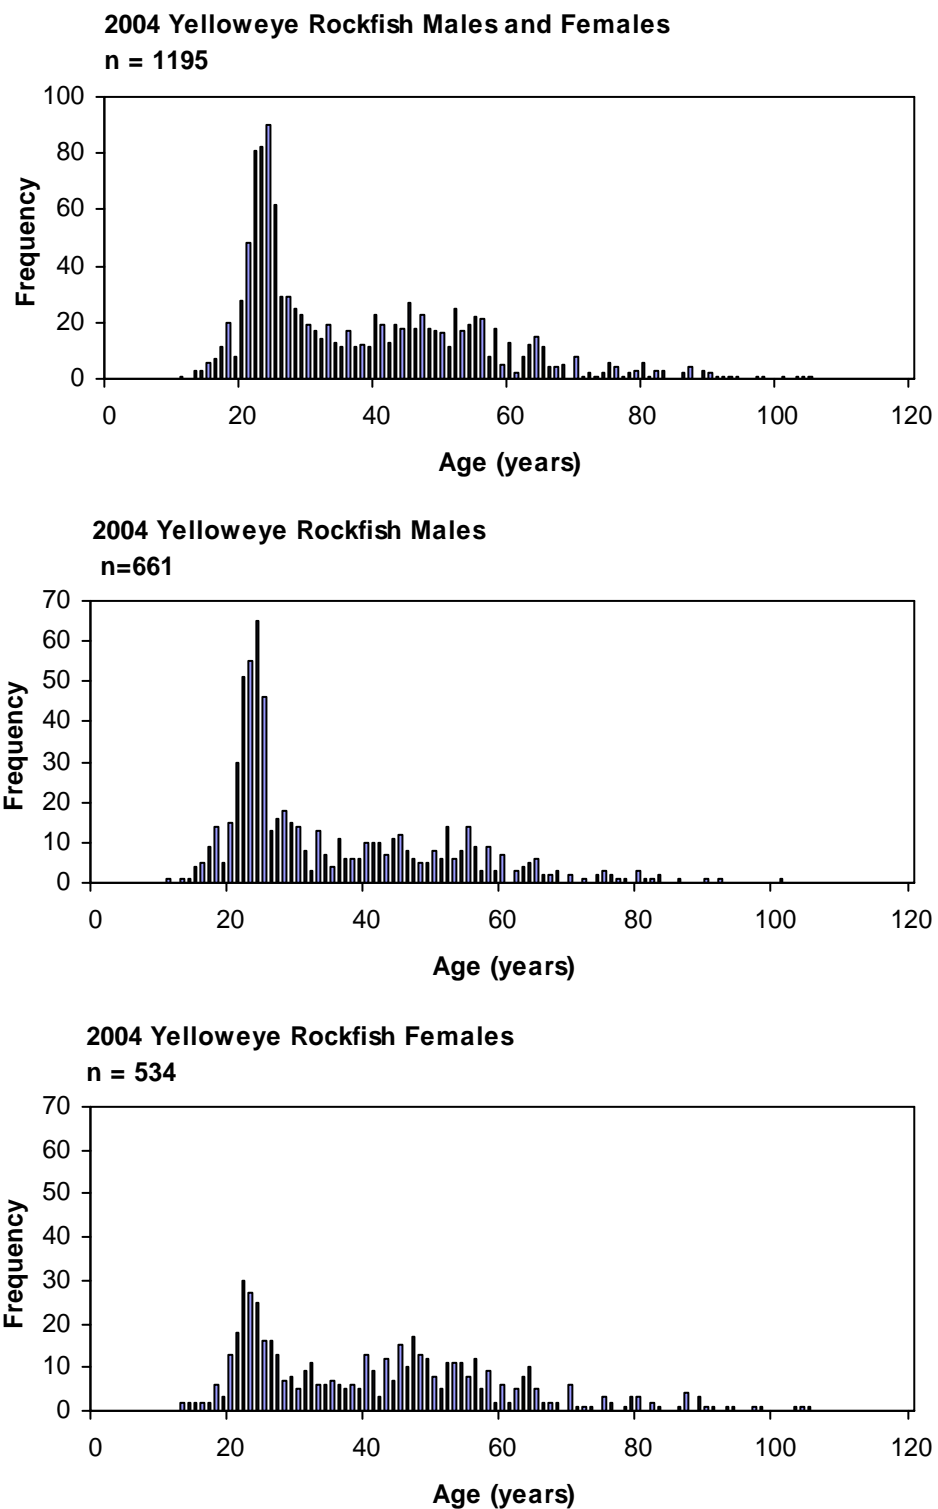 2004 Yelloweye Rockfish Males and Females
n = 1195
100
80
60
40
20
0
Frequency
0 20 40 60 80 100 120
Age (years)
2004 Yelloweye Rockfish Males
n=661
70
60
50
40
30
20
10
0
Frequency
0 20 40 60 80 100 120
Age (years)
2004 Yelloweye Rockfish Females
n = 534
70
60
50
40
30
20
10
0
Frequency
0 20 40 60 80 100 120
Age (years)